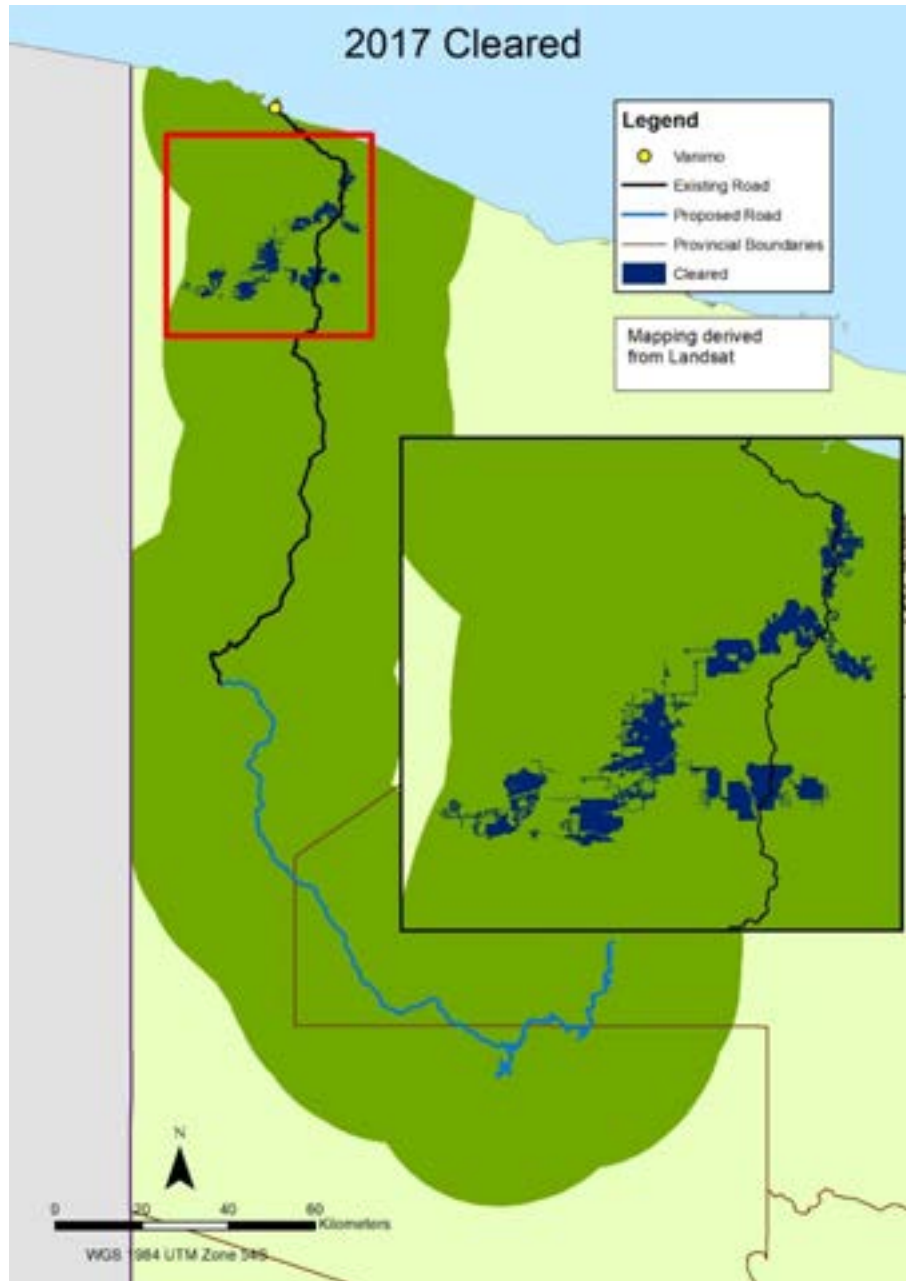 2017 Cleared
Legend
Vanimo
Existing Road
Proposed Road
Provincial Boundaries
Cleared
Mapping derived
from Landsat
N
0 20 40 60
Kilometers
WGS 1984 UTM Zone 54S